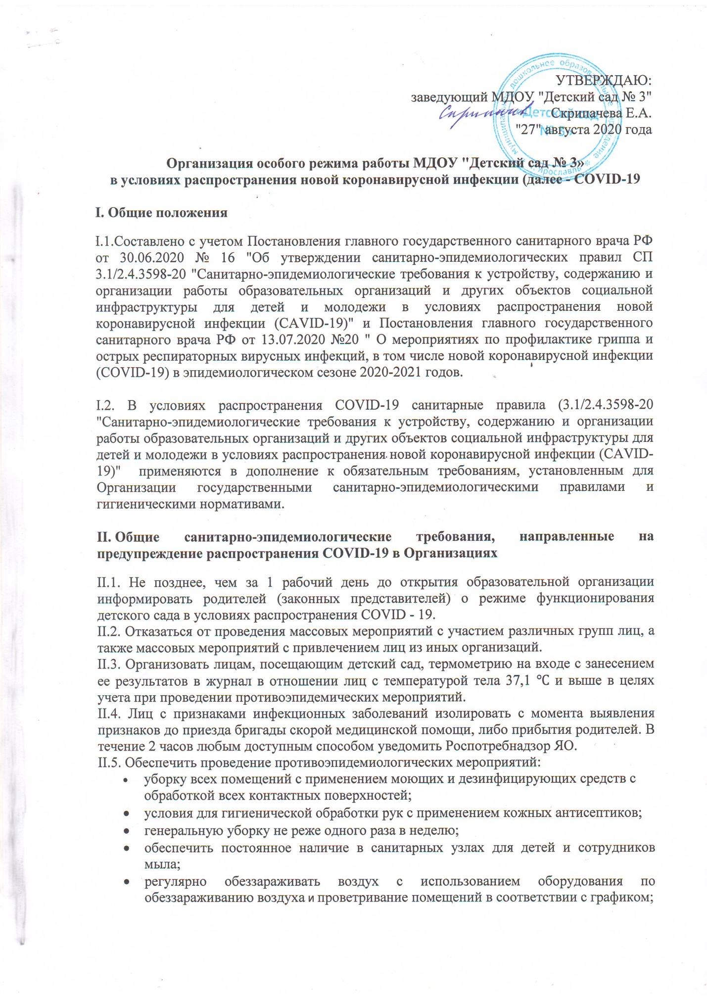 УТВЕРЖДАЮ:
заведующий МДОУ "Детский сад № 3"
Скрипачева Е.А.
"27" августа 2020 года
муниципальное дошкольное образовательное учреждение
«Детский сад
№ 3»
г. Ярославль
Организация особого режима работы МДОУ "Детский сад № 3»
в условиях распространения новой коронавирусной инфекции (далее - COVID-19
I. Общие положения
I.1.Составлено с учетом Постановления главного государственного санитарного врача РФ
от 30.06.2020 № 16 "Об утверждении санитарно-эпидемиологических правил СП
3.1/2.4.3598-20 "Санитарно-эпидемиологические требования к устройству, содержанию и
организации работы образовательных организаций и других объектов социальной
инфраструктуры для детей и молодежи в условиях распространения новой
коронавирусной инфекции (CAVID-19)" и Постановления главного государственного
санитарного врача РФ от 13.07.2020 №20 " О мероприятиях по профилактике гриппа и
острых респираторных вирусных инфекций, в том числе новой коронавирусной инфекции
(COVID-19) в эпидемиологическом сезоне 2020-2021 годов.
I.2. В условиях распространения COVID-19 санитарные правила (3.1/2.4.3598-20
"Санитарно-эпидемиологические требования к устройству, содержанию и организации
работы образовательных организаций и других объектов социальной инфраструктуры для
детей и молодежи в условиях распространения новой коронавирусной инфекции (CAVID-
19)" применяются в дополнение к обязательным требованиям, установленным для
Организации государственными санитарно-эпидемиологическими правилами и
гигиеническими нормативами.
II. Общие санитарно-эпидемиологические требования, направленные на
предупреждение распространения COVID-19 в Организациях
II.1. Не позднее, чем за 1 рабочий день до открытия образовательной организации
информировать родителей (законных представителей) о режиме функционирования
детского сада в условиях распространения COVID - 19.
II.2. Отказаться от проведения массовых мероприятий с участием различных групп лиц, а
также массовых мероприятий с привлечением лиц из иных организаций.
II.3. Организовать лицам, посещающим детский сад, термометрию на входе с занесением
ее результатов в журнал в отношении лиц с температурой тела 37,1 ℃ и выше в целях
учета при проведении противоэпидемических мероприятий.
II.4. Лиц с признаками инфекционных заболеваний изолировать с момента выявления
признаков до приезда бригады скорой медицинской помощи, либо прибытия родителей. В
течение 2 часов любым доступным способом уведомить Роспотребнадзор ЯО.
II.5. Обеспечить проведение противоэпидемиологических мероприятий:
• уборку всех помещений с применением моющих и дезинфицирующих средств с
обработкой всех контактных поверхностей;
• условия для гигиенической обработки рук с применением кожных антисептиков;
• генеральную уборку не реже одного раза в неделю;
• обеспечить постоянное наличие в санитарных узлах для детей и сотрудников
мыла;
• регулярно обеззараживать воздух с использованием оборудования по
обеззараживанию воздуха и проветривание помещений в соответствии с графиком;